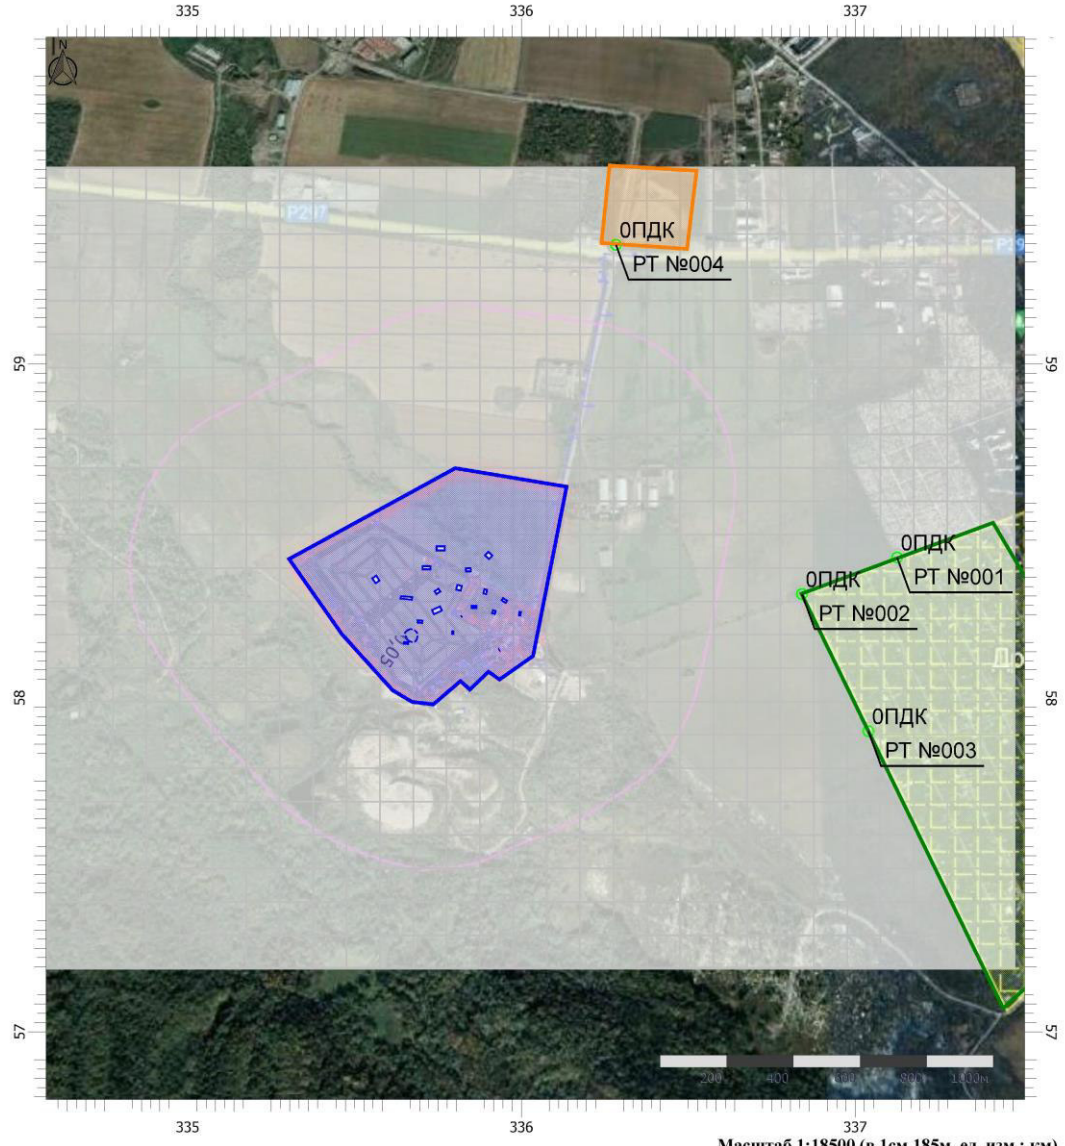 335 336 337
N
P297
0ПДК
РТ №004
59 59
0ПДК
РТ №001
0ПДК
РТ №002
До
0,05
58 58
0ПДК
РТ №003
57 57
200 400 600 800 1000м
335 336 337
Масштаб 1:18500 (в 1см 185м, ед. изм.: км)